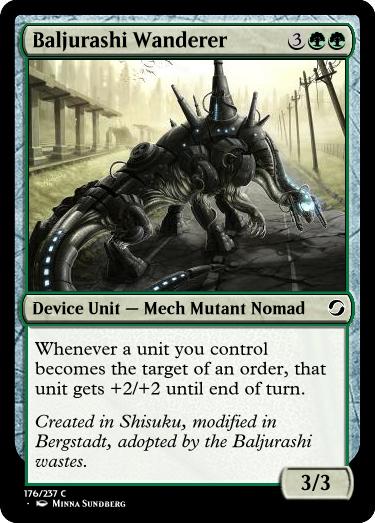 Baljurashi Wanderer 3
Device Unit — Mech Mutant Nomad
Whenever a unit you control
becomes the target of an order, that
unit gets +2/+2 until end of turn.
Created in Shisuku, modified in
Bergstadt, adopted by the Baljurashi
wastes.
3/3
176/237 C
· Minna Sundberg